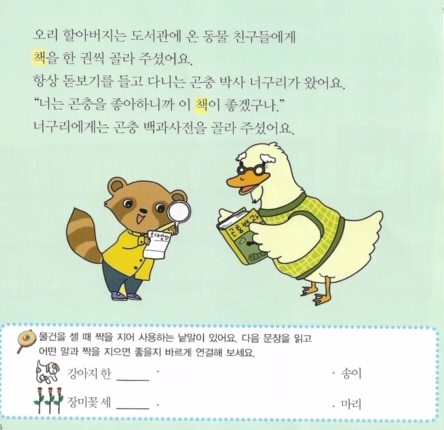 오리 할아버지는 도서관에 온 동물 친구들에게
책을 한 권씩 골라 주셨어요.
항상 돋보기를 들고 다니는 곤충 박사 너구리가 왔어요.
“너는 곤충을 좋아하니까 이 책이 좋겠구나.”
너구리에게는 곤충 백과사전을 골라 주셨어요.
곤충백과
물건을 셀 때 짝을 지어 사용하는 낱말이 있어요. 다음 문장을 읽고
어떤 말과 짝을 지으면 좋을지 바르게 연결해 보세요.
강아지 한 ____ · · 송이
장미꽃 세 ____ · · 마리